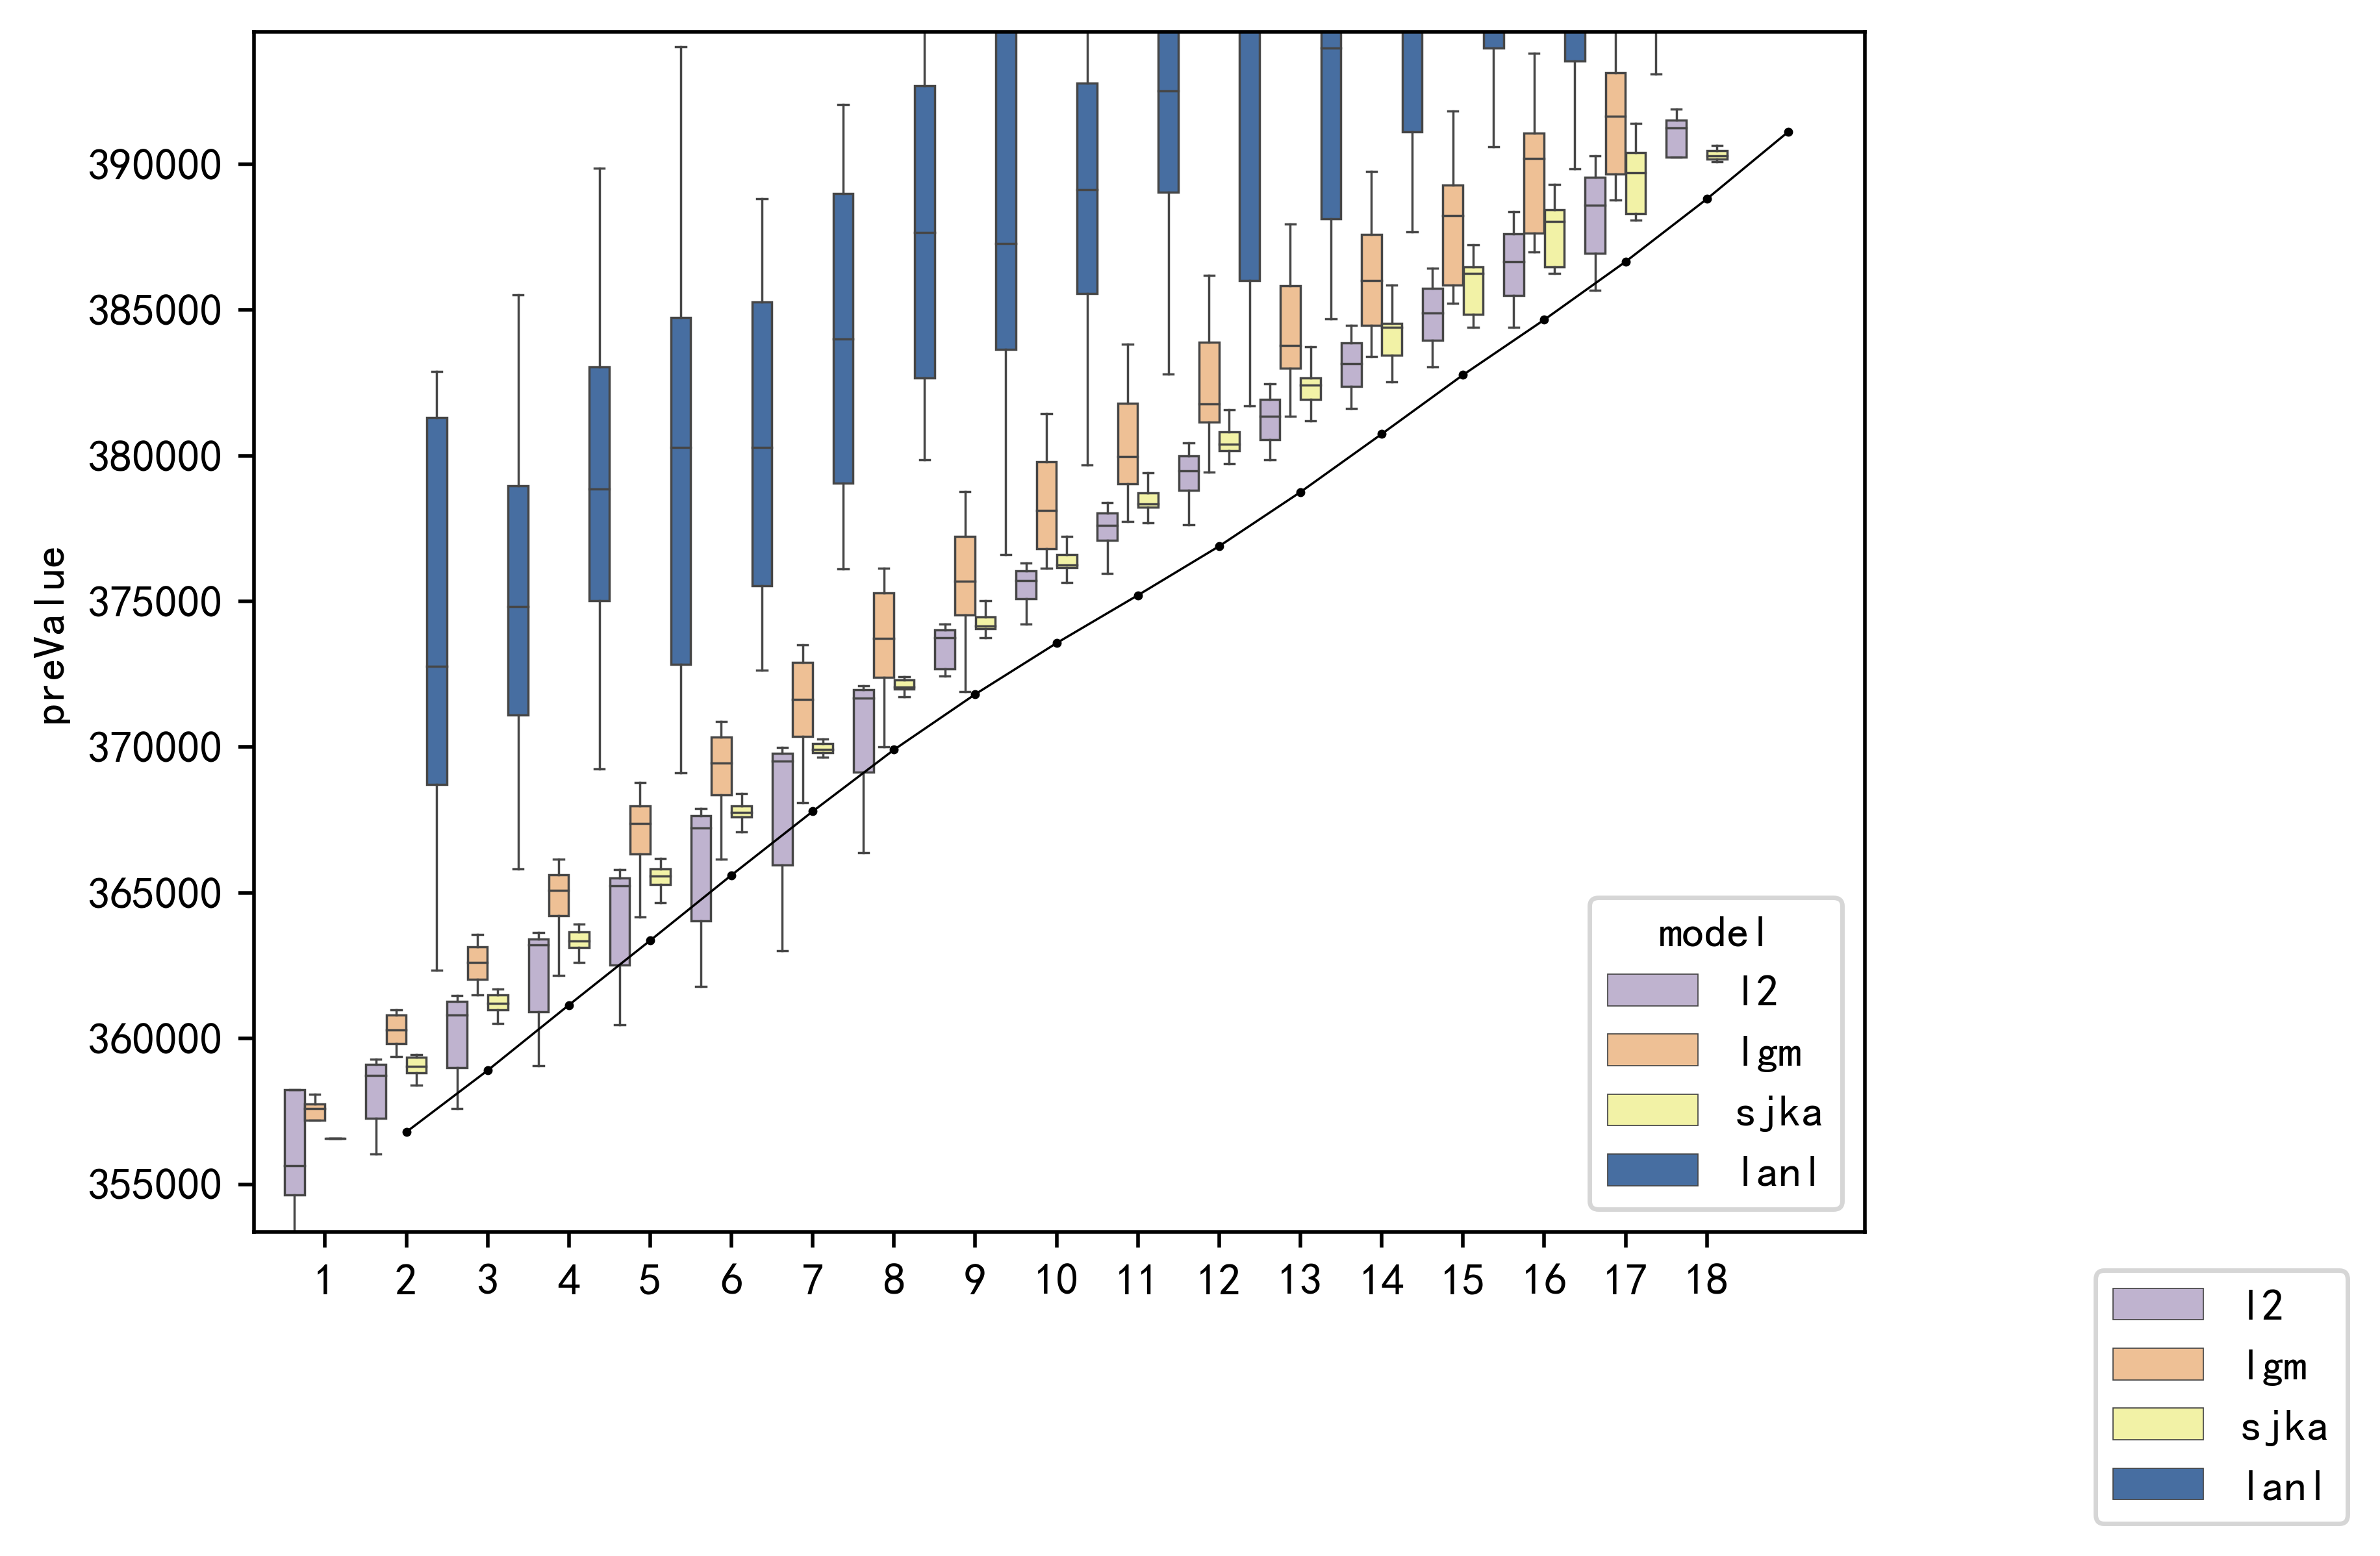 390000
385000
380000
375000
370000
365000
360000
355000
preValue
1 2 3 4 5 6 7 8 9 10 11 12 13 14 15 16 17 18
model
l2
lgm
sjka
lanl
l2
lgm
sjka
lanl